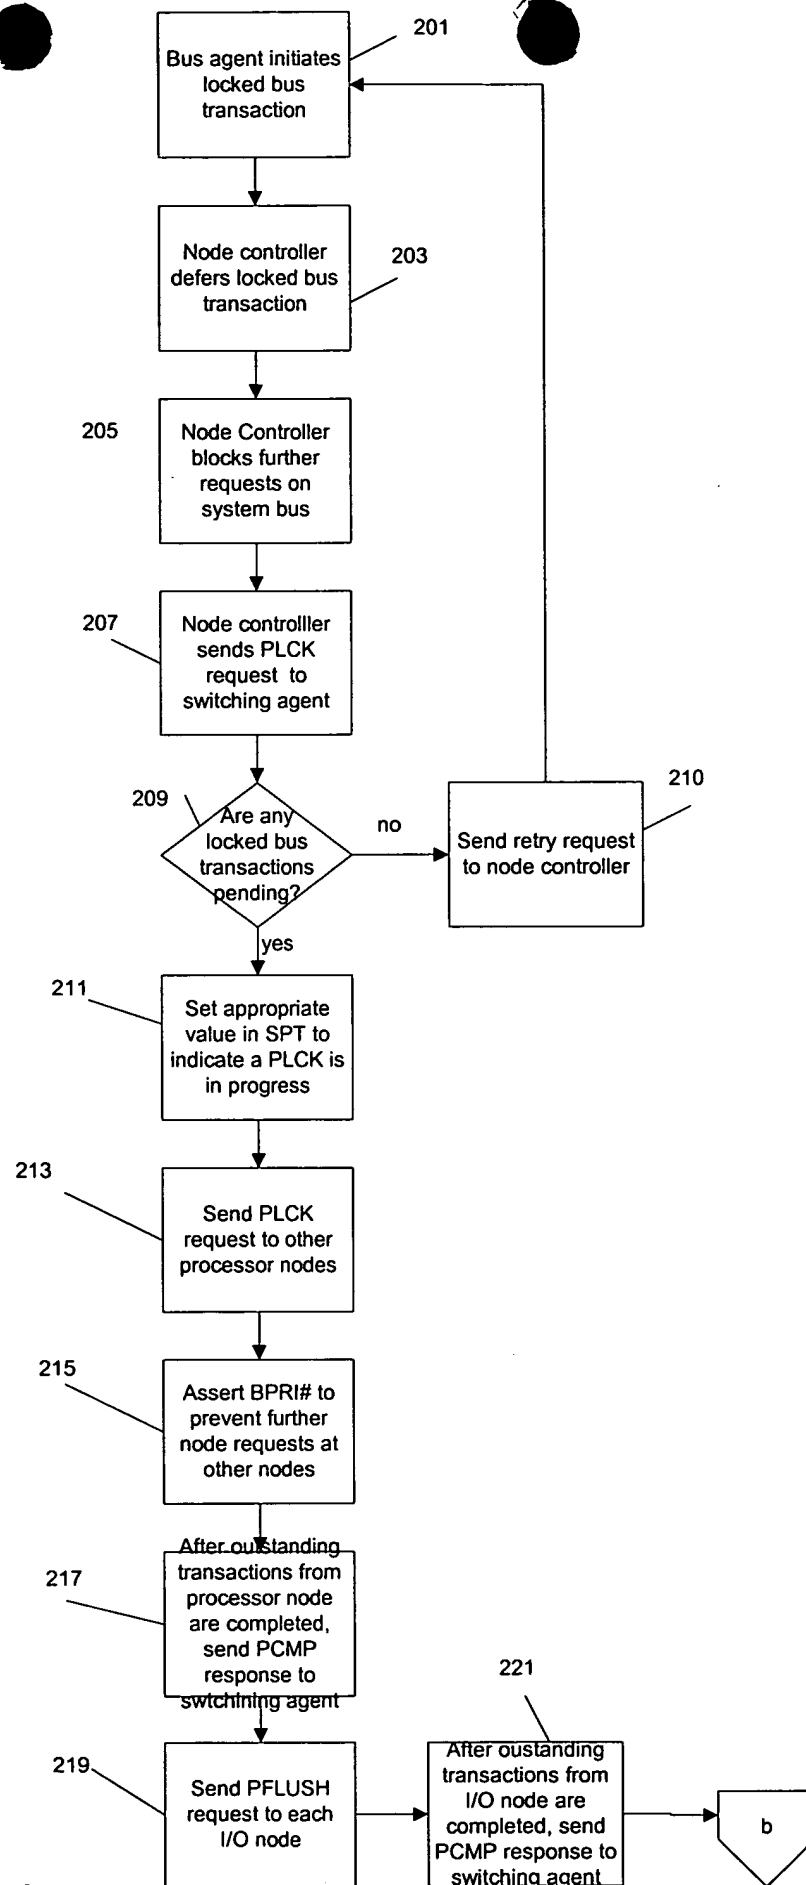 201
Bus agent initiates
locked bus
transaction
203
Node controller
defers locked bus
transaction
205
Node Controller
blocks further
requests on
system bus
207
Node controlller
sends PLCK
request to
switching agent
209
Are any
locked bus
transactions
pending?
no
210
Send retry request
to node controller
yes
211
Set appropriate
value in SPT to
indicate a PLCK is
in progress
213
Send PLCK
request to other
processor nodes
215
Assert BPRI# to
prevent further
node requests at
other nodes
217
After outstanding
transactions from
processor node
are completed,
send PCMP
response to
swtchining agent
219
Send PFLUSH
request to each
I/O node
221
After oustanding
transactions from
I/O node are
completed, send
PCMP response to
switching agent
b